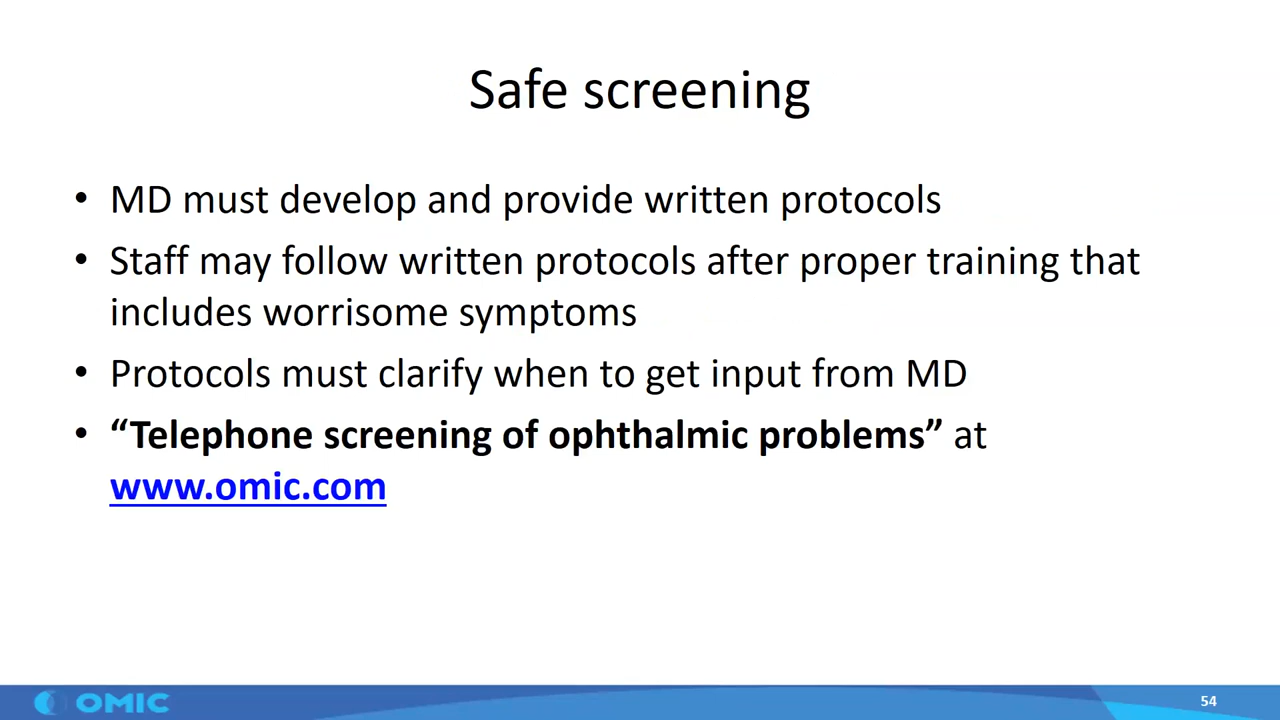 Safe screening
• MD must develop and provide written protocols
• Staff may follow written protocols after proper training that
includes worrisome symptoms
• Protocols must clarify when to get input from MD
• “Telephone screening of ophthalmic problems” at
www.omic.com
OMIC
54